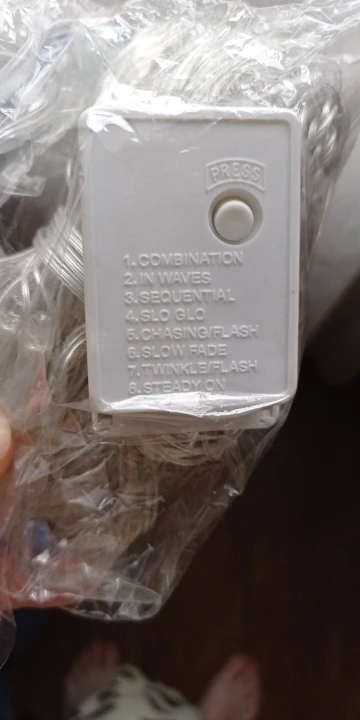 PRESS
1.COMBINATION
2.IN WAVES
3.SEQUENTIAL
4.SLO GLO
5.CHASING/FLASH
6.SLOW FADE
7.TWINKLE/FLASH
8.STEADY ON